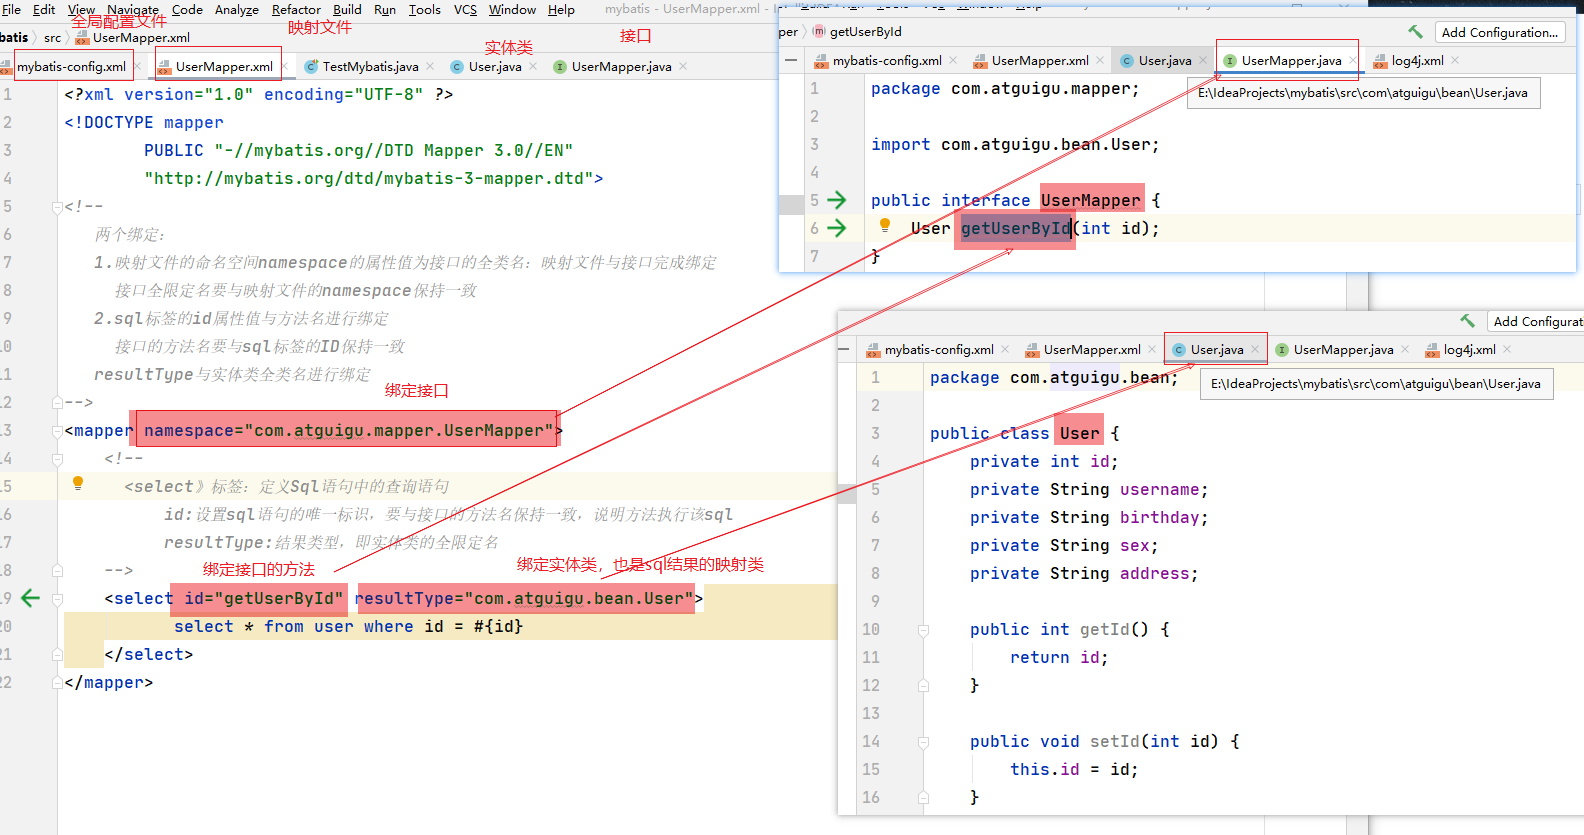 File Edit View Navigate Code Analyze Refactor Build Run Tools VCS Window Help mybatis - UserMapper.xml - I
全局配置文件
映射文件
实体类
接口
batis src UserMapper.xml
mybatis-config.xml UserMapper.xml TestMybatis.java User.java UserMapper.java
1 <?xml version="1.0" encoding="UTF-8" ?>
2 <!DOCTYPE mapper
3 PUBLIC "-//mybatis.org//DTD Mapper 3.0//EN"
4 "http://mybatis.org/dtd/mybatis-3-mapper.dtd">
5 <!--
6 两个绑定:
7 1.映射文件的命名空间namespace的属性值为接口的全类名: 映射文件与接口完成绑定
8 接口全限定名要与映射文件的namespace保持一致
9 2.sql标签的id属性值与方法名进行绑定
10 接口的方法名要与sql标签的ID保持一致
11 resultType与实体类全类名进行绑定
绑定接口
12 -->
13 <mapper namespace="com.atguigu.mapper.UserMapper">
14 <!--
15 <select》标签: 定义Sql语句中的查询语句
16 id:设置sql语句的唯一标识, 要与接口的方法名保持一致, 说明方法执行该sql
17 resultType:结果类型, 即实体类的全限定名
18 -->
绑定接口的方法
绑定实体类，也是sql结果的映射类
19 <select id="getUserById" resultType="com.atguigu.bean.User">
20 select * from user where id = #{id}
21 </select>
22 </mapper>
per getUserById Add Configuration...
mybatis-config.xml UserMapper.xml User.java UserMapper.java log4j.xml
E:\IdeaProjects\mybatis\src\com\atguigu\bean\User.java
1 package com.atguigu.mapper;
2
3 import com.atguigu.bean.User;
4
5 public interface UserMapper {
6 User getUserById(int id);
7 }
Add Configurati
mybatis-config.xml UserMapper.xml User.java UserMapper.java log4j.xml
E:\IdeaProjects\mybatis\src\com\atguigu\bean\User.java
1 package com.atguigu.bean;
2
3 public class User {
4 private int id;
5 private String username;
6 private String birthday;
7 private String sex;
8 private String address;
9
10 public int getId() {
11 return id;
12 }
13
14 public void setId(int id) {
15 this.id = id;
16 }